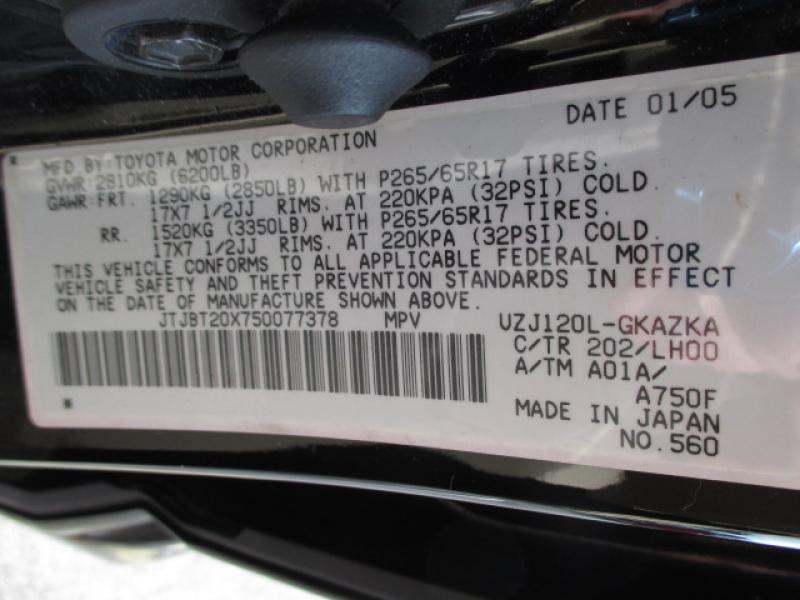 DATE 01/05
MFD BY:TOYOTA MOTOR CORPORATION
GVWR:2810KG (6200LB)
GAWR:FRT. 1290KG (2850LB) WITH P265/65R17 TIRES.
17X7 1/2JJ RIMS. AT 220KPA (32PSI) COLD.
RR. 1520KG (3350LB) WITH P265/65R17 TIRES.
17X7 1/2JJ RIMS. AT 220KPA (32PSI) COLD.
THIS VEHICLE CONFORMS TO ALL APPLICABLE FEDERAL MOTOR
VEHICLE SAFETY AND THEFT PREVENTION STANDARDS IN EFFECT
ON THE DATE OF MANUFACTURE SHOWN ABOVE.
JTJBT20X750077378 MPV UZJ120L-GKAZKA
C/TR 202/LH00
A/TM A01A/
A750F
MADE IN JAPAN
NO.560